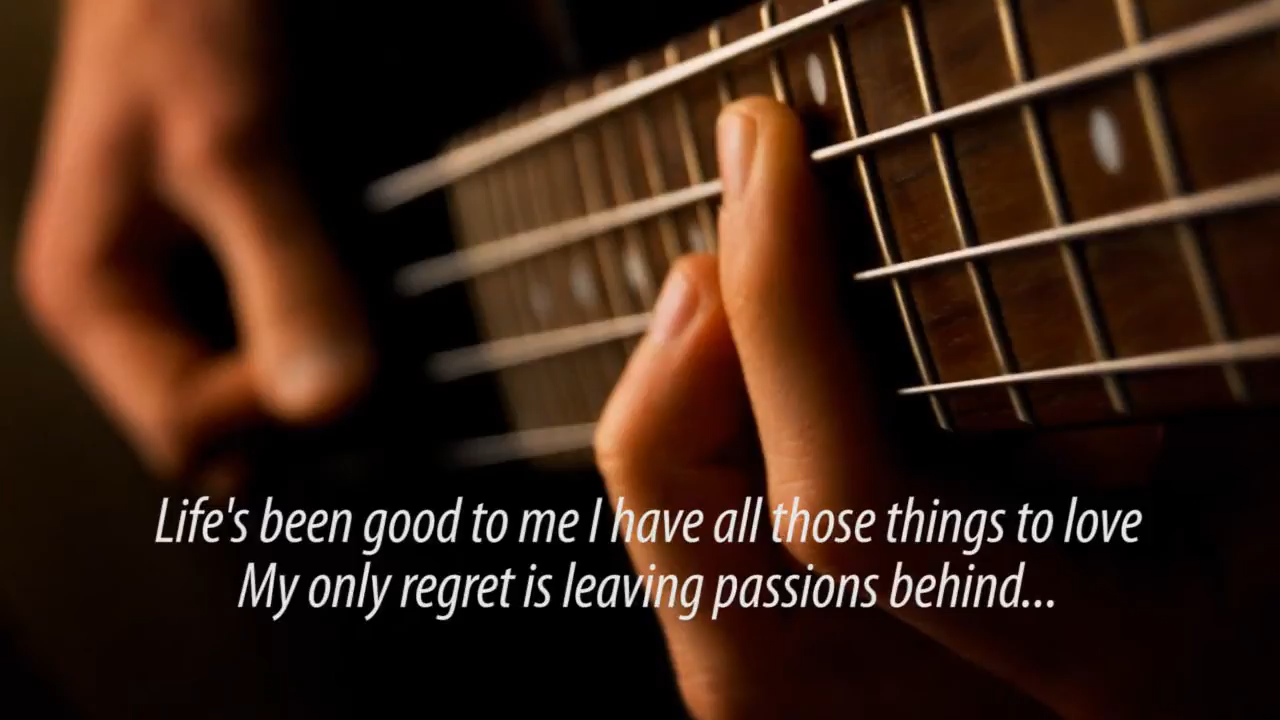 Life's been good to me I have all those things to love
My only regret is leaving passions behind...